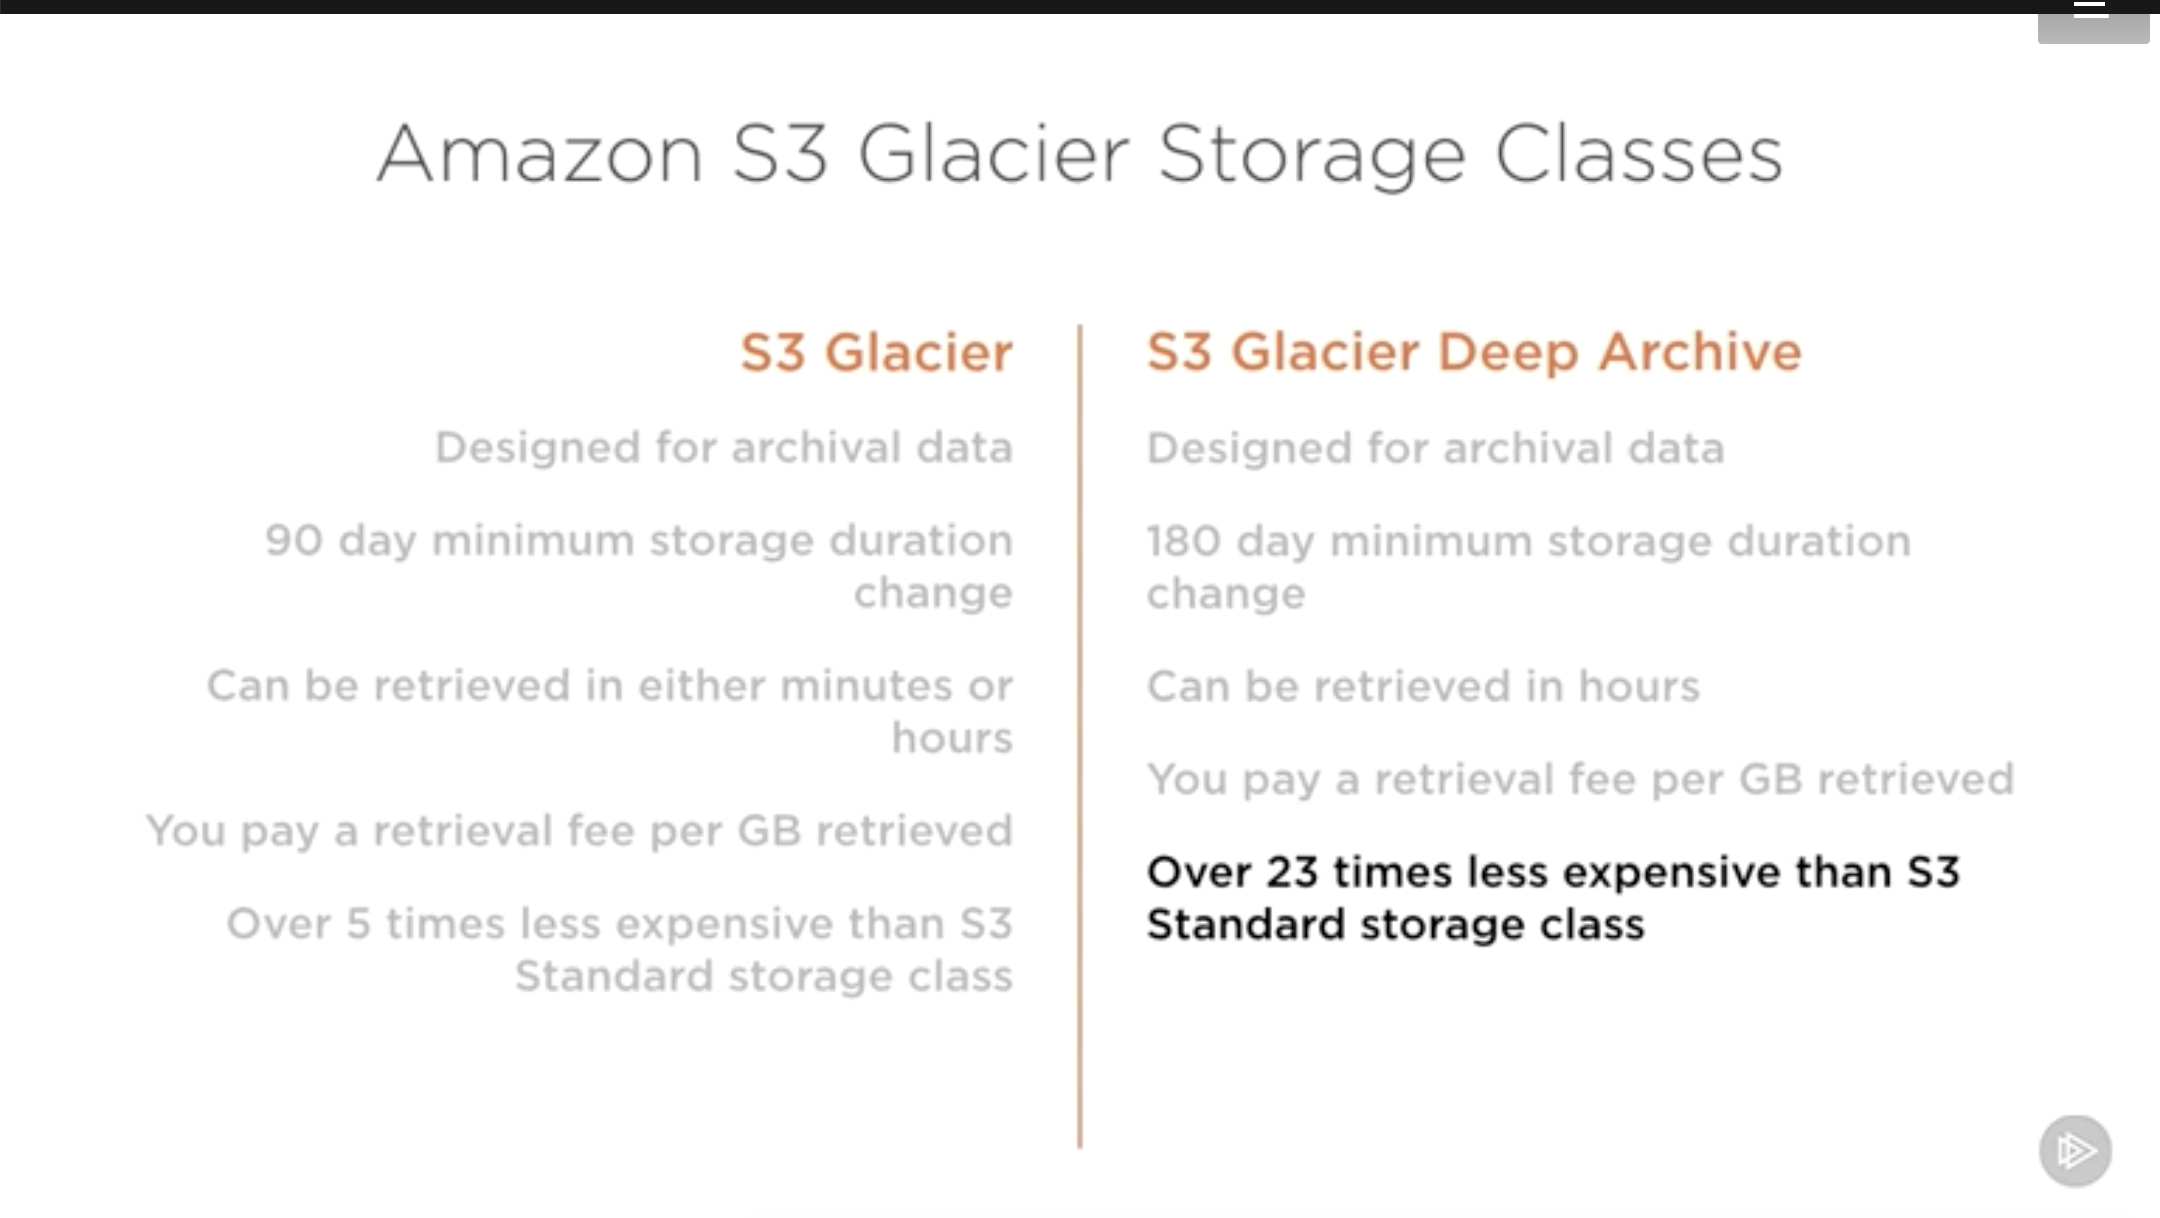 Amazon S3 Glacier Storage Classes
S3 Glacier
Designed for archival data
90 day minimum storage duration
change
Can be retrieved in either minutes or
hours
You pay a retrieval fee per GB retrieved
Over 5 times less expensive than S3
Standard storage class
S3 Glacier Deep Archive
Designed for archival data
180 day minimum storage duration
change
Can be retrieved in hours
You pay a retrieval fee per GB retrieved
Over 23 times less expensive than S3
Standard storage class